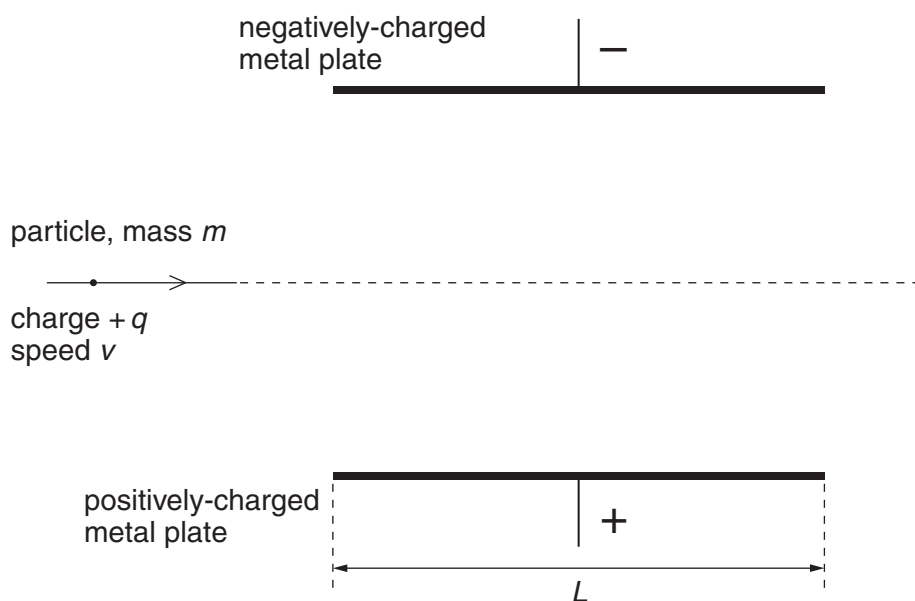 negatively-charged
metal plate
−
particle, mass m
charge + q
speed v
positively-charged
metal plate
+
L